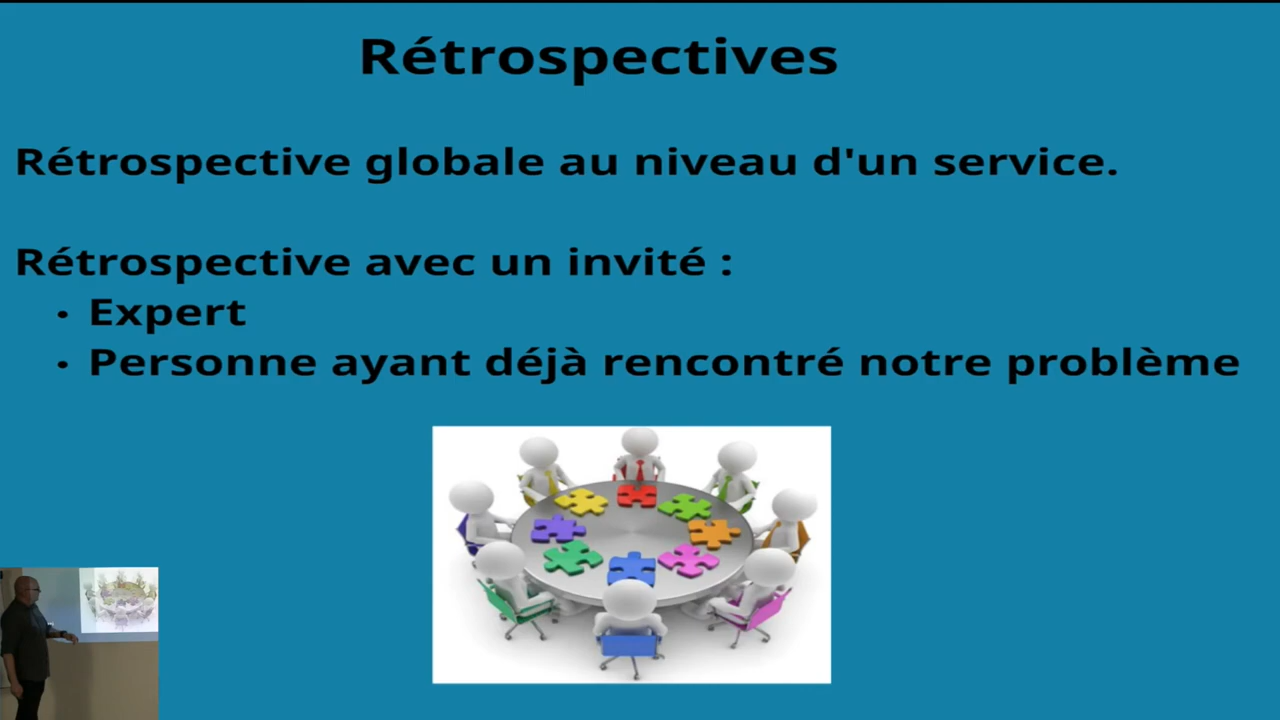 Rétrospectives
Rétrospective globale au niveau d'un service.
Rétrospective avec un invité :
• Expert
• Personne ayant déjà rencontré notre problème